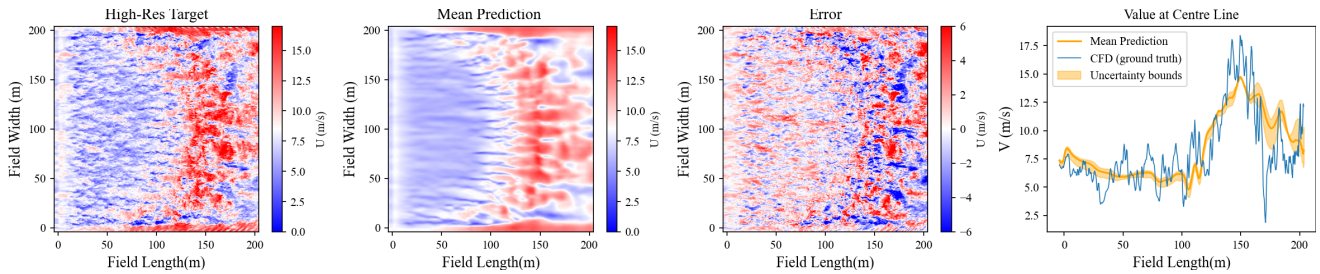 High-Res Target
Field Width (m)
200
150
100
50
0
0 50 100 150 200
Field Length(m)
15.0
12.5
10.0
7.5
5.0
2.5
0.0
U (m/s)
Mean Prediction
Field Width (m)
200
150
100
50
0
0 50 100 150 200
Field Length(m)
15.0
12.5
10.0
7.5
5.0
2.5
0.0
U (m/s)
Error
Field Width (m)
200
150
100
50
0
0 50 100 150 200
Field Length(m)
6
4
2
0
−2
−4
−6
U (m/s)
Value at Centre Line
Mean Prediction
CFD (ground truth)
Uncertainty bounds
V (m/s)
17.5
15.0
12.5
10.0
7.5
5.0
2.5
0 50 100 150 200
Field Length(m)